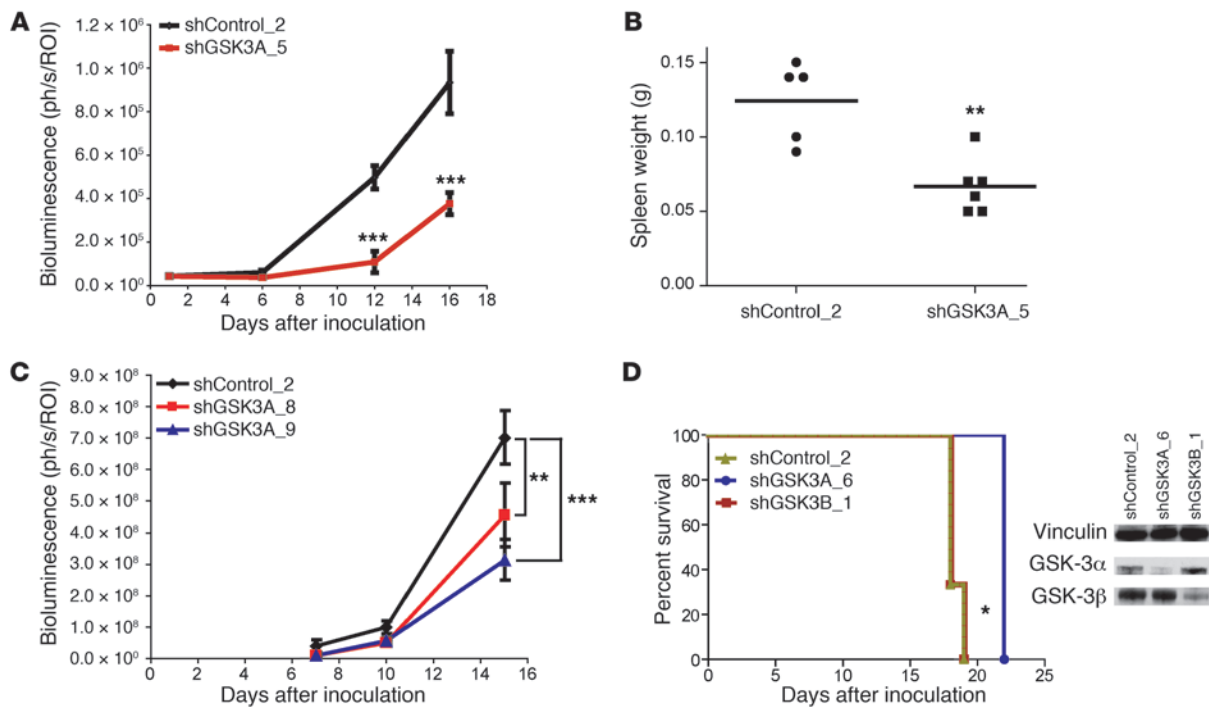 A
shControl_2
shGSK3A_5
Bioluminescence (ph/s/ROI)
1.2 × 10⁶
1.0 × 10⁶
8.0 × 10⁵
6.0 × 10⁵
4.0 × 10⁵
2.0 × 10⁵
0.0 × 10⁰
***
***
0 2 4 6 8 10 12 14 16 18
Days after inoculation
B
Spleen weight (g)
0.15
0.10
0.05
0.00
**
shControl_2 shGSK3A_5
C
shControl_2
shGSK3A_8
shGSK3A_9
Bioluminescence (ph/s/ROI)
9.0 × 10⁸
8.0 × 10⁸
7.0 × 10⁸
6.0 × 10⁸
5.0 × 10⁸
4.0 × 10⁸
3.0 × 10⁸
2.0 × 10⁸
1.0 × 10⁸
0.0 × 10⁰
**
***
0 2 4 6 8 10 12 14 16
Days after inoculation
D
Percent survival
100
80
60
40
20
0
shControl_2
shGSK3A_6
shGSK3B_1
*
0 5 10 15 20 25
Days after inoculation
shControl_2
shGSK3A_6
shGSK3B_1
Vinculin
GSK-3α
GSK-3β